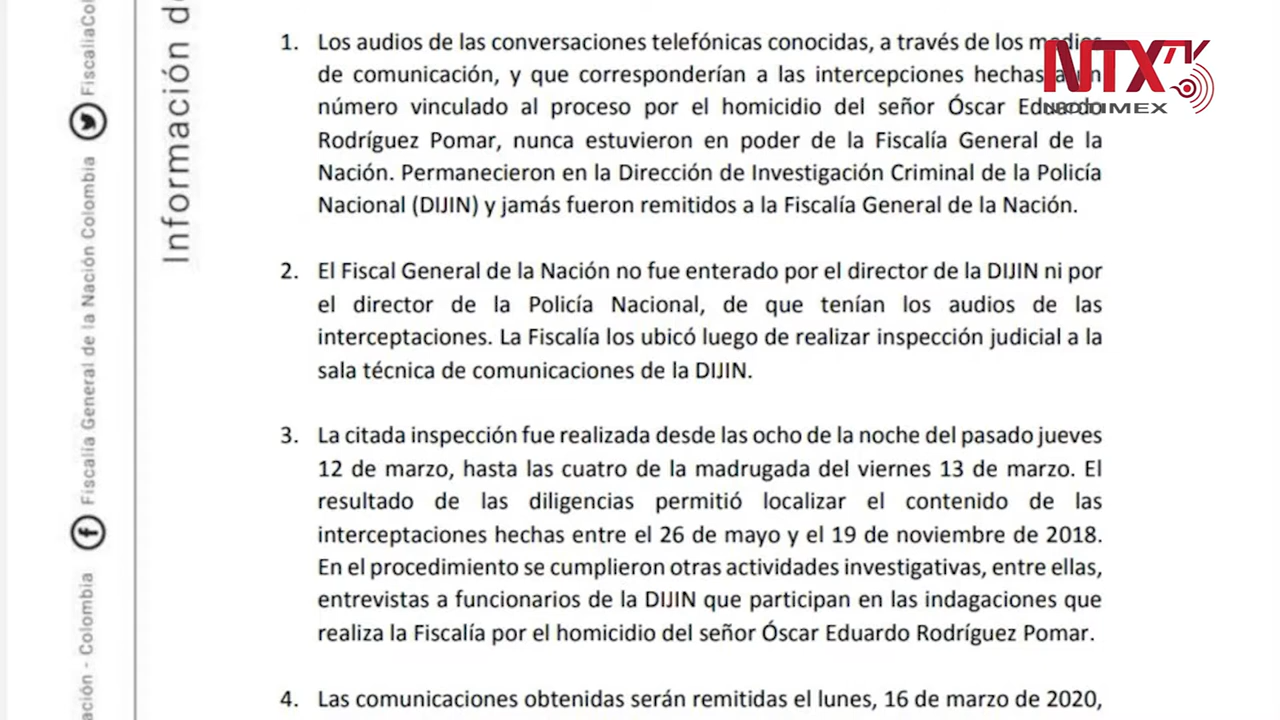 Información d
FiscaliaCol
Fiscalía General de la Nación Colombia
ación - Colombia
NTX TV
NOTIMEX
1. Los audios de las conversaciones telefónicas conocidas, a través de los medios
de comunicación, y que corresponderían a las intercepciones hechas a un
número vinculado al proceso por el homicidio del señor Óscar Eduardo
Rodríguez Pomar, nunca estuvieron en poder de la Fiscalía General de la
Nación. Permanecieron en la Dirección de Investigación Criminal de la Policía
Nacional (DIJIN) y jamás fueron remitidos a la Fiscalía General de la Nación.
2. El Fiscal General de la Nación no fue enterado por el director de la DIJIN ni por
el director de la Policía Nacional, de que tenían los audios de las
interceptaciones. La Fiscalía los ubicó luego de realizar inspección judicial a la
sala técnica de comunicaciones de la DIJIN.
3. La citada inspección fue realizada desde las ocho de la noche del pasado jueves
12 de marzo, hasta las cuatro de la madrugada del viernes 13 de marzo. El
resultado de las diligencias permitió localizar el contenido de las
interceptaciones hechas entre el 26 de mayo y el 19 de noviembre de 2018.
En el procedimiento se cumplieron otras actividades investigativas, entre ellas,
entrevistas a funcionarios de la DIJIN que participan en las indagaciones que
realiza la Fiscalía por el homicidio del señor Óscar Eduardo Rodríguez Pomar.
4. Las comunicaciones obtenidas serán remitidas el lunes, 16 de marzo de 2020,